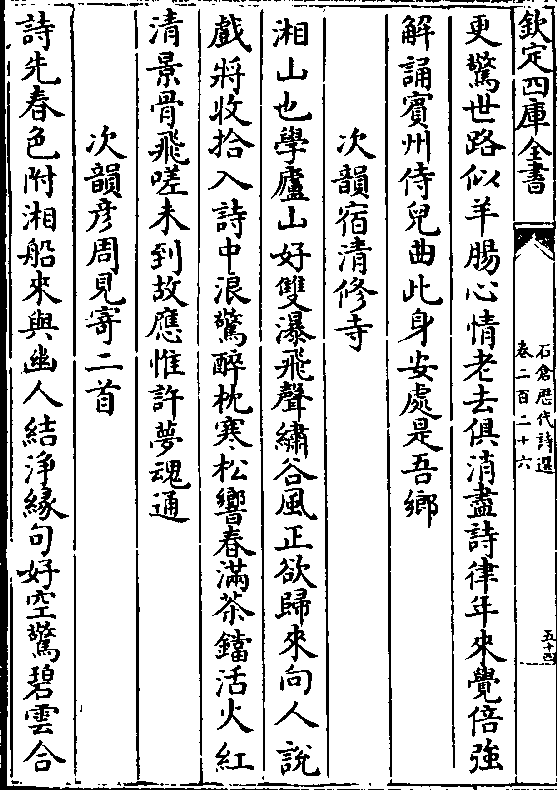 欽定四庫全書
石倉歴代詩選
卷二百二十六
五十四
更驚世路似羊腸心情老去俱消盡詩律年來覺倍強
解誦賓州侍兒曲此身安處是吾鄉
次韻宿清修寺
湘山也學廬山好雙瀑飛聲繡谷風正欲歸來向人說
戲將收拾入詩中浪驚醉枕寒松響春滿茶鐺活火紅
清景骨飛嗟未到故應惟許夢魂通
次韻彦周見寄二首
詩先春色附湘船來與幽人結浄縁句好空驚碧雲合